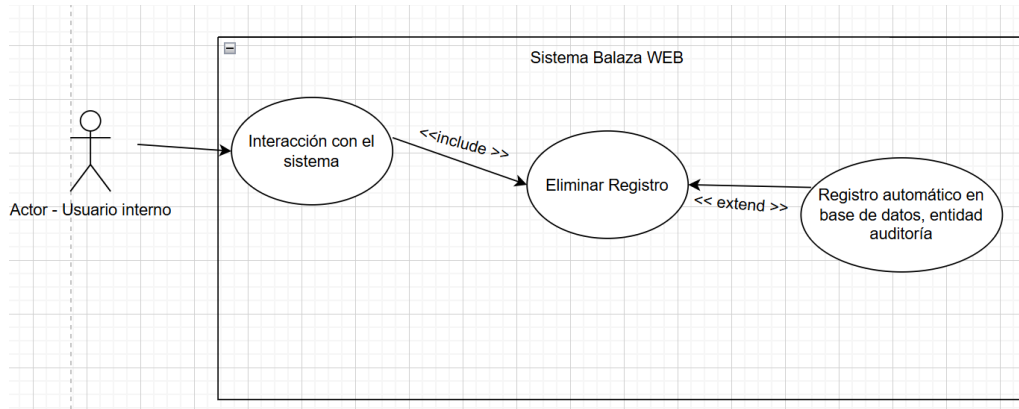 Sistema Balaza WEB
Interacción con el
sistema
<<include >>
Eliminar Registro
<< extend >>
Registro automático en
base de datos, entidad
auditoría
Actor - Usuario interno